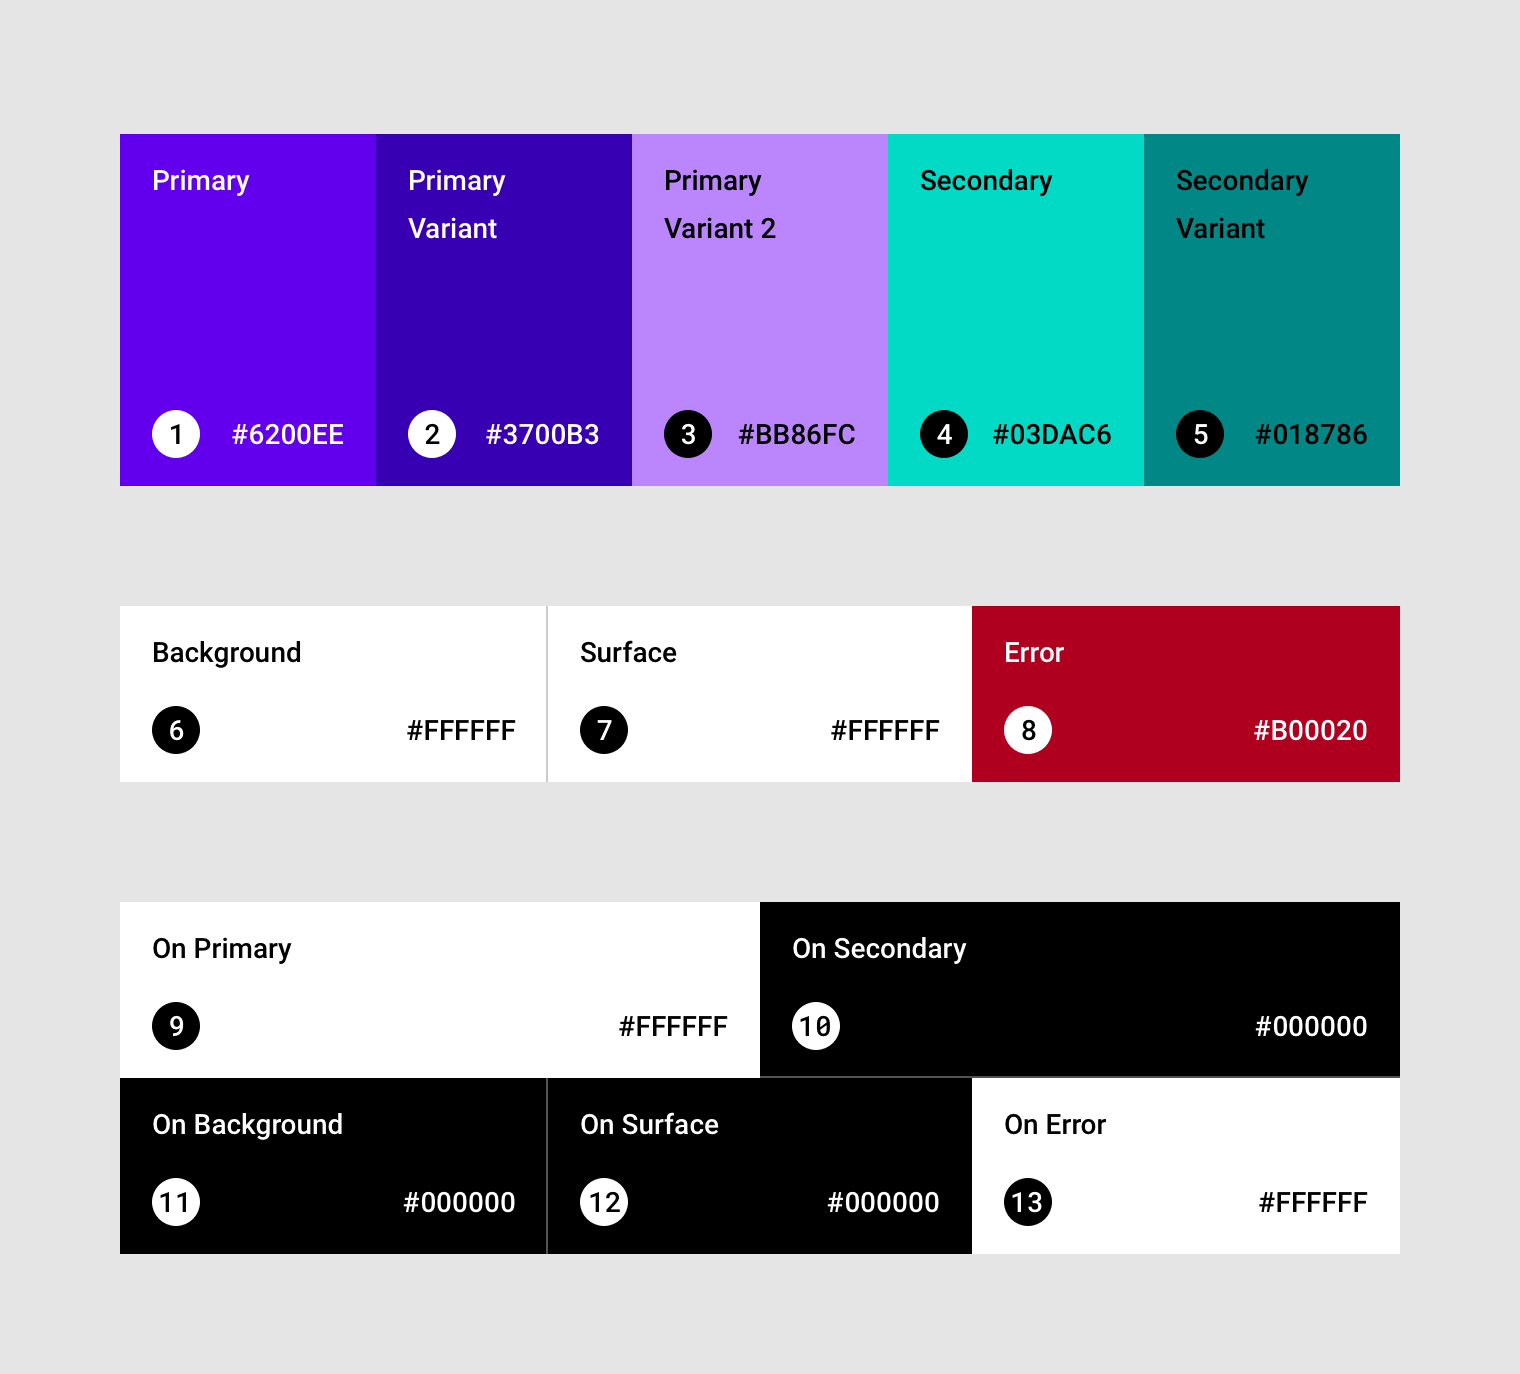 Primary
1 #6200EE
Primary
Variant
2 #3700B3
Primary
Variant 2
3 #BB86FC
Secondary
4 #03DAC6
Secondary
Variant
5 #018786
Background
6 #FFFFFF
Surface
7 #FFFFFF
Error
8 #B00020
On Primary
9 #FFFFFF
On Secondary
10 #000000
On Background
11 #000000
On Surface
12 #000000
On Error
13 #FFFFFF